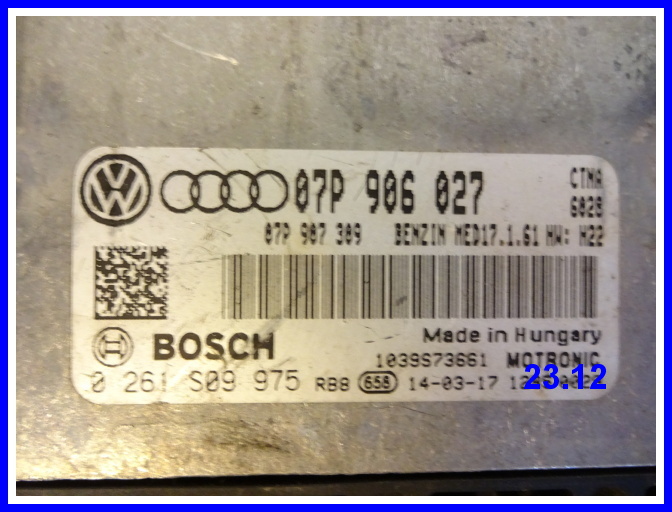 07P 906 027 CTMA
6028
07P 907 309 BENZIN MED17.1.61 HW: H22
BOSCH Made in Hungary
1039S73661 MOTRONIC
0 261 S09 975 RB8 656 14-03-17
23.12